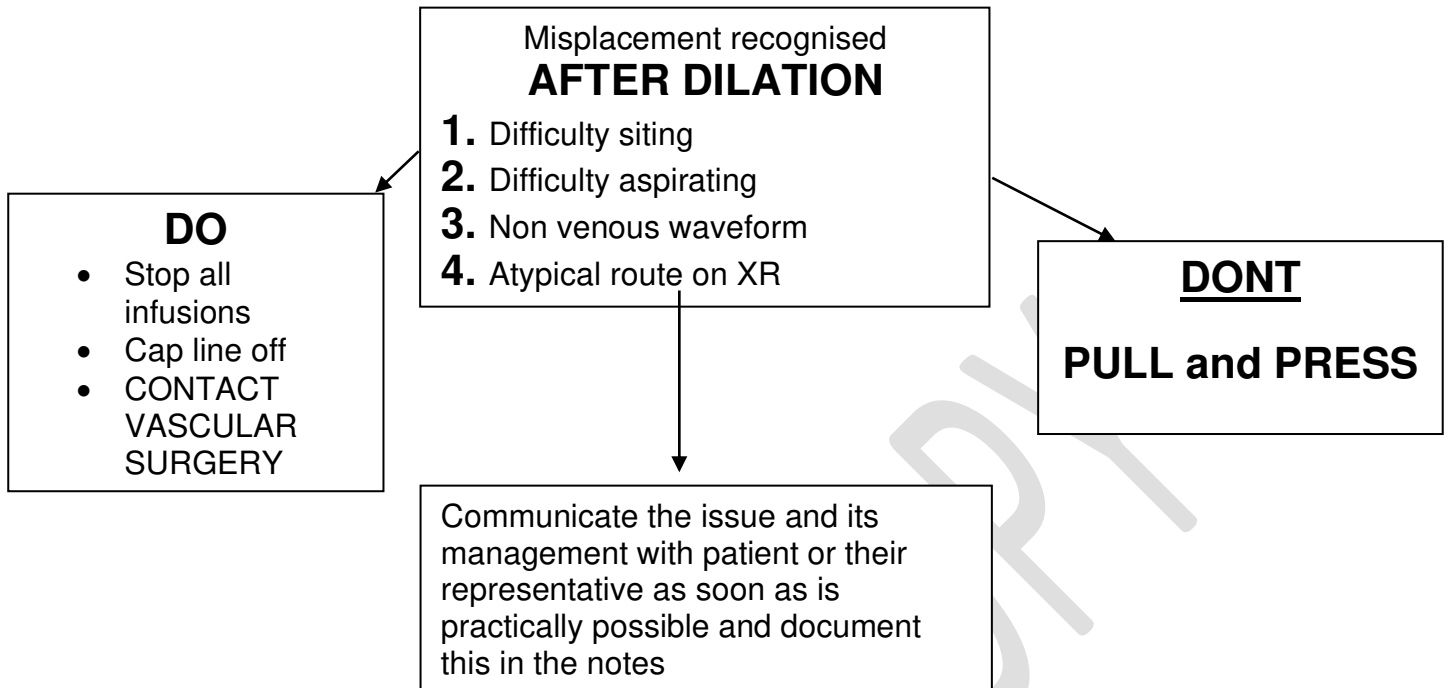 Misplacement recognised
AFTER DILATION
1. Difficulty siting
2. Difficulty aspirating
3. Non venous waveform
4. Atypical route on XR
DO
• Stop all
infusions
• Cap line off
• CONTACT
VASCULAR
SURGERY
DONT
PULL and PRESS
Communicate the issue and its
management with patient or their
representative as soon as is
practically possible and document
this in the notes
OPY